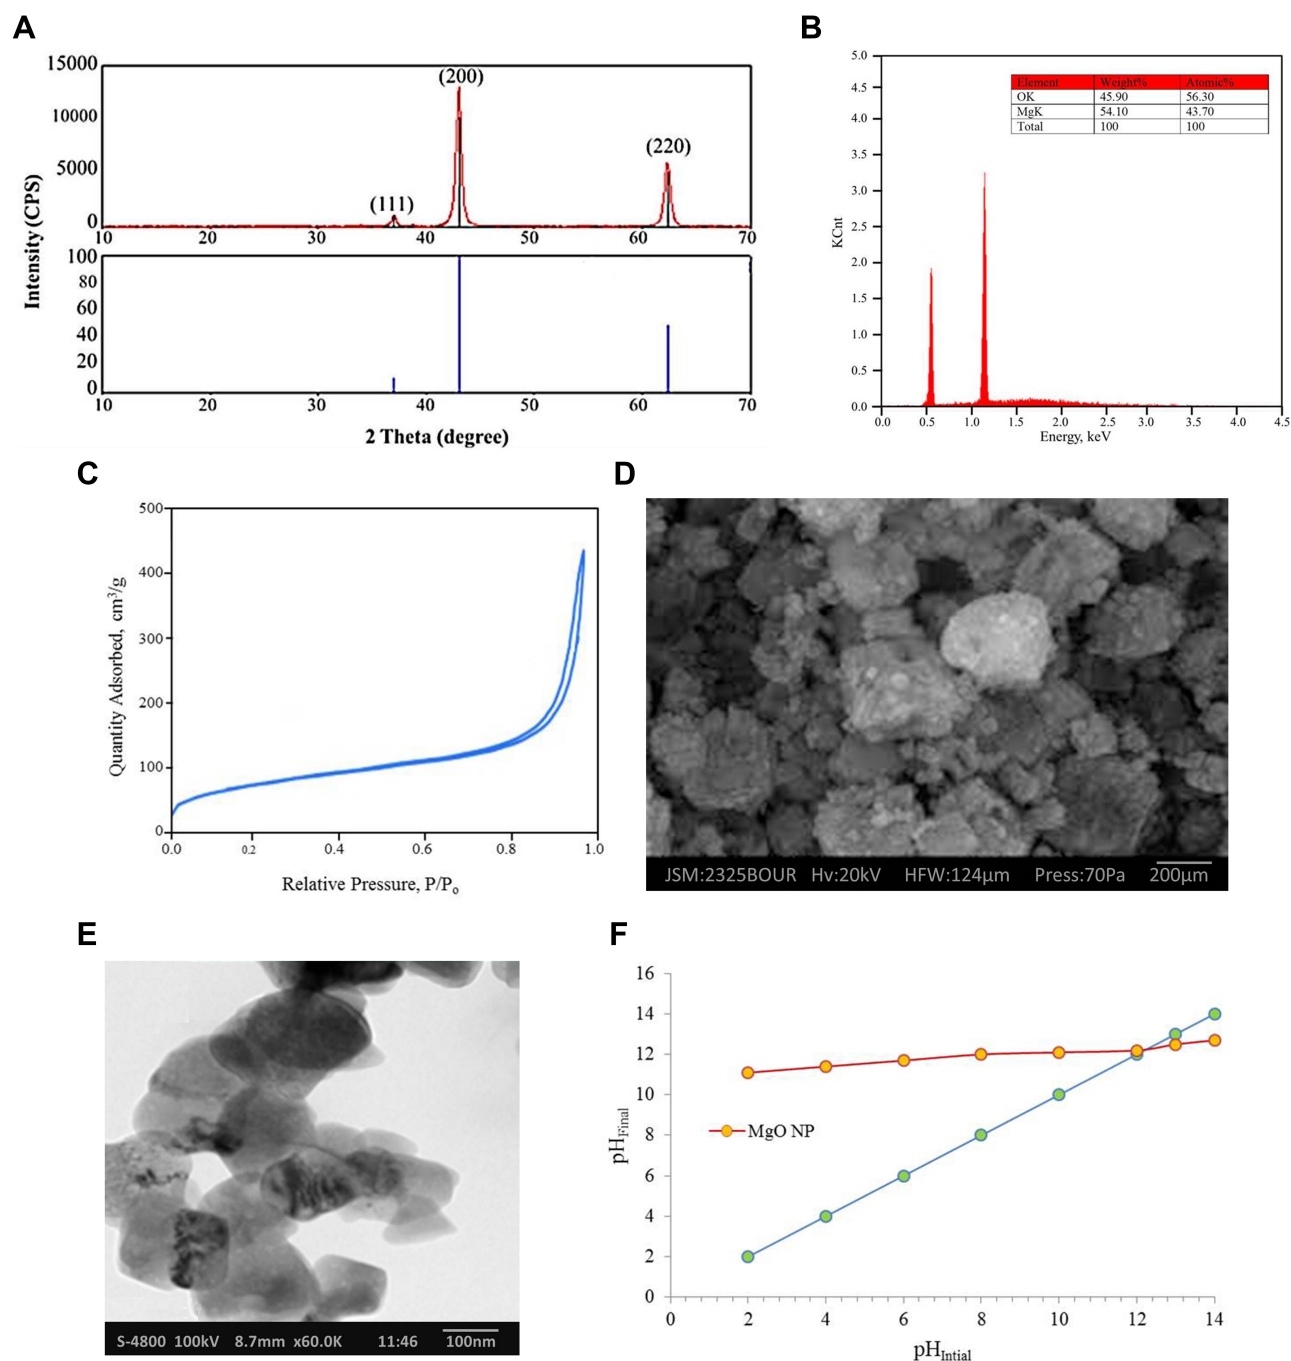 A
15000
10000
5000
0
(111)
(200)
(220)
10 20 30 40 50 60 70
100
80
60
40
20
0
10 20 30 40 50 60 70
Intensity (CPS)
2 Theta (degree)
B
5.0
4.5
4.0
3.5
3.0
2.5
2.0
1.5
1.0
0.5
0.0
KCnt
Element Weight% Atomic%
OK 45.90 56.30
MgK 54.10 43.70
Total 100 100
0.0 0.5 1.0 1.5 2.0 2.5 3.0 3.5 4.0 4.5
Energy, keV
C
500
400
300
200
100
0
Quantity Adsorbed, cm³/g
0.0 0.2 0.4 0.6 0.8 1.0
Relative Pressure, P/Po
D
JSM:2325BOUR Hv:20kV HFW:124μm Press:70Pa 200μm
E
S-4800 100kV 8.7mm x60.0K 11:46 100nm
F
16
14
12
10
8
6
4
2
0
pHFinal
MgO NP
0 2 4 6 8 10 12 14
pHIntial